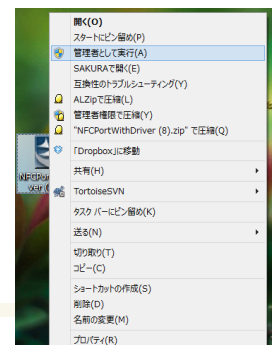 開く(O)
スタートにピン留め(P)
管理者として実行(A)
SAKURAで開く(E)
互換性のトラブルシューティング(Y)
ALZipで圧縮(L)
管理者権限で圧縮(Y)
"NFCPortWithDriver (8).zip" で圧縮(Q)
「Dropbox」に移動
共有(H)
TortoiseSVN
タスク バーにピン留め(K)
送る(N)
切り取り(T)
コピー(C)
ショートカットの作成(S)
削除(D)
名前の変更(M)
プロパティ(R)
NFCPor
ver (